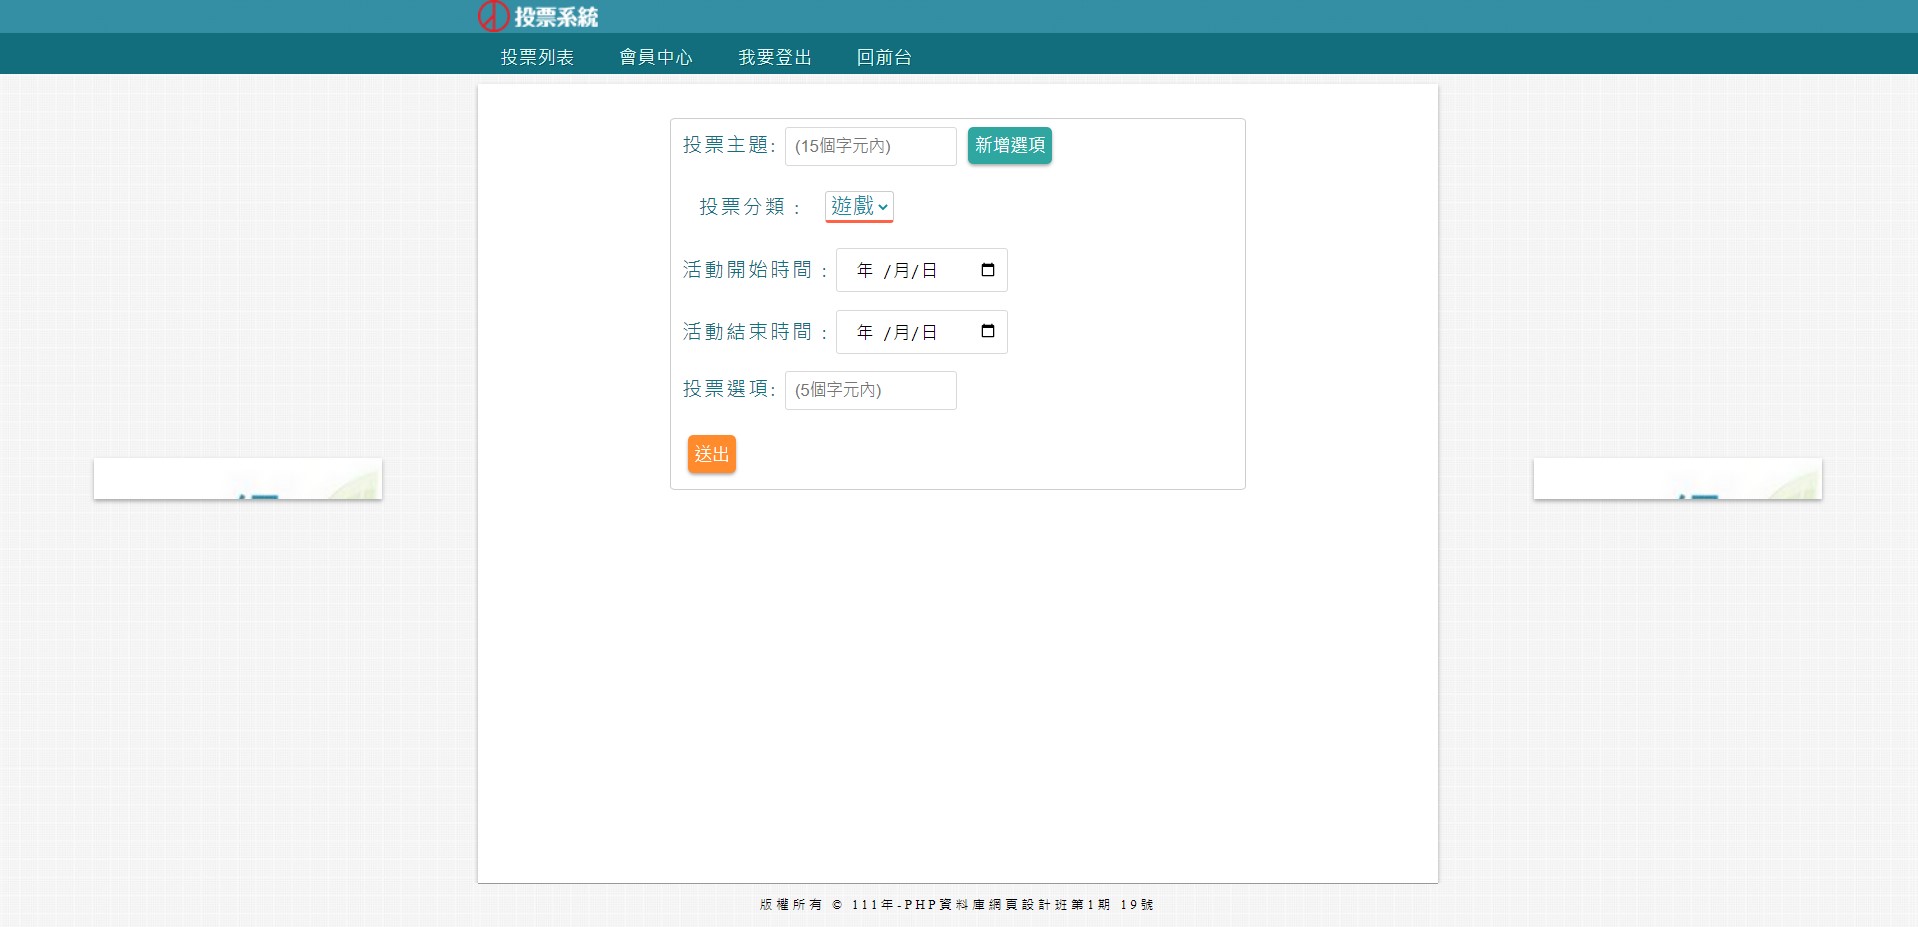 投票系統
投票列表 會員中心 我要登出 回前台
投票主題: (15個字元內) 新增選項
投票分類： 遊戲
活動開始時間： 年 /月/日
活動結束時間： 年 /月/日
投票選項: (5個字元內)
送出
版權所有 © 111年-PHP資料庫網頁設計班第1期 19號